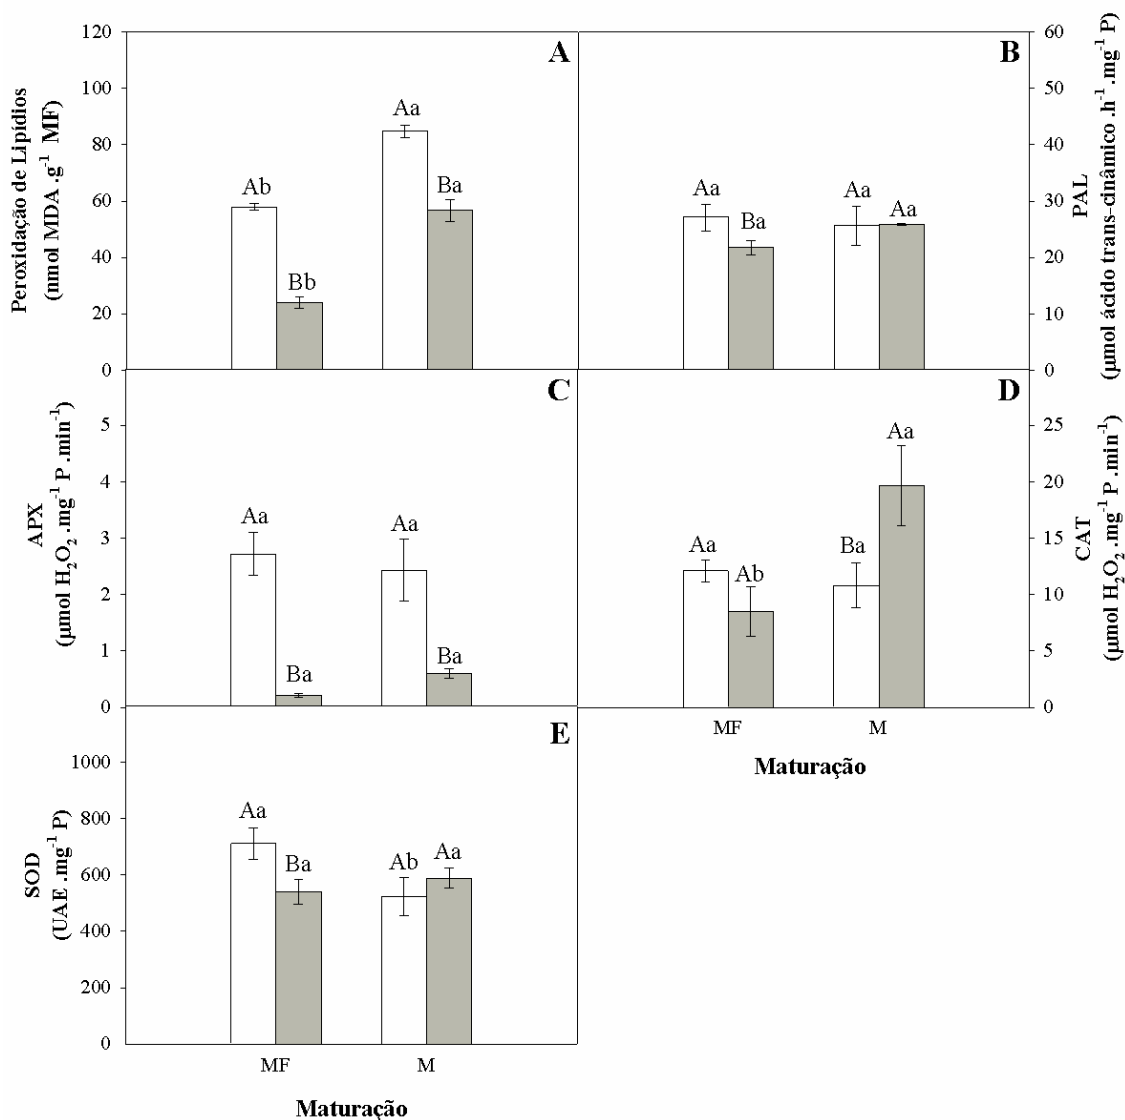 A
Peroxidação de Lipídios
(nmol MDA .g⁻¹ MF)
120
100
80
60
40
20
0
Ab
Bb
Aa
Ba
B
PAL
(µmol ácido trans-cinâmico .h⁻¹ .mg⁻¹ P)
60
50
40
30
20
10
0
Aa
Ba
Aa
Aa
C
APX
(µmol H₂O₂ .mg⁻¹ P .min⁻¹)
5
4
3
2
1
0
Aa
Ba
Aa
Ba
D
CAT
(µmol H₂O₂ .mg⁻¹ P .min⁻¹)
25
20
15
10
5
0
Aa
Ab
Ba
Aa
MF M
Maturação
E
SOD
(UAE .mg⁻¹ P)
1000
800
600
400
200
0
Aa
Ba
Ab
Aa
MF M
Maturação